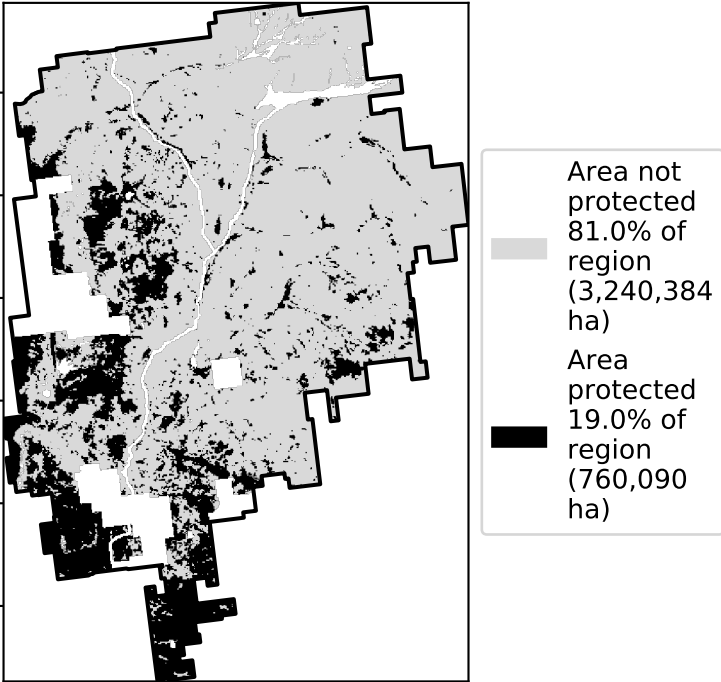 Area not
protected
81.0% of
region
(3,240,384
ha)
Area
protected
19.0% of
region
(760,090
ha)